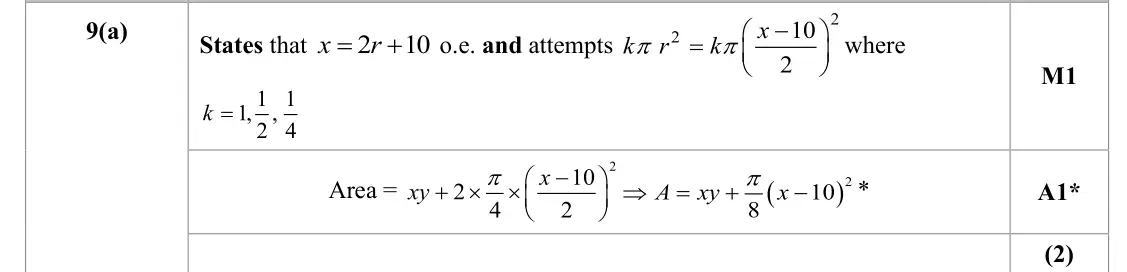 9(a)
States that x = 2r + 10 o.e. and attempts kπ r² = kπ((x − 10)/2)² where
M1
k = 1, 1/2, 1/4
Area = xy + 2 × π/4 × ((x − 10)/2)² ⇒ A = xy + π/8 (x − 10)² *
A1*
(2)